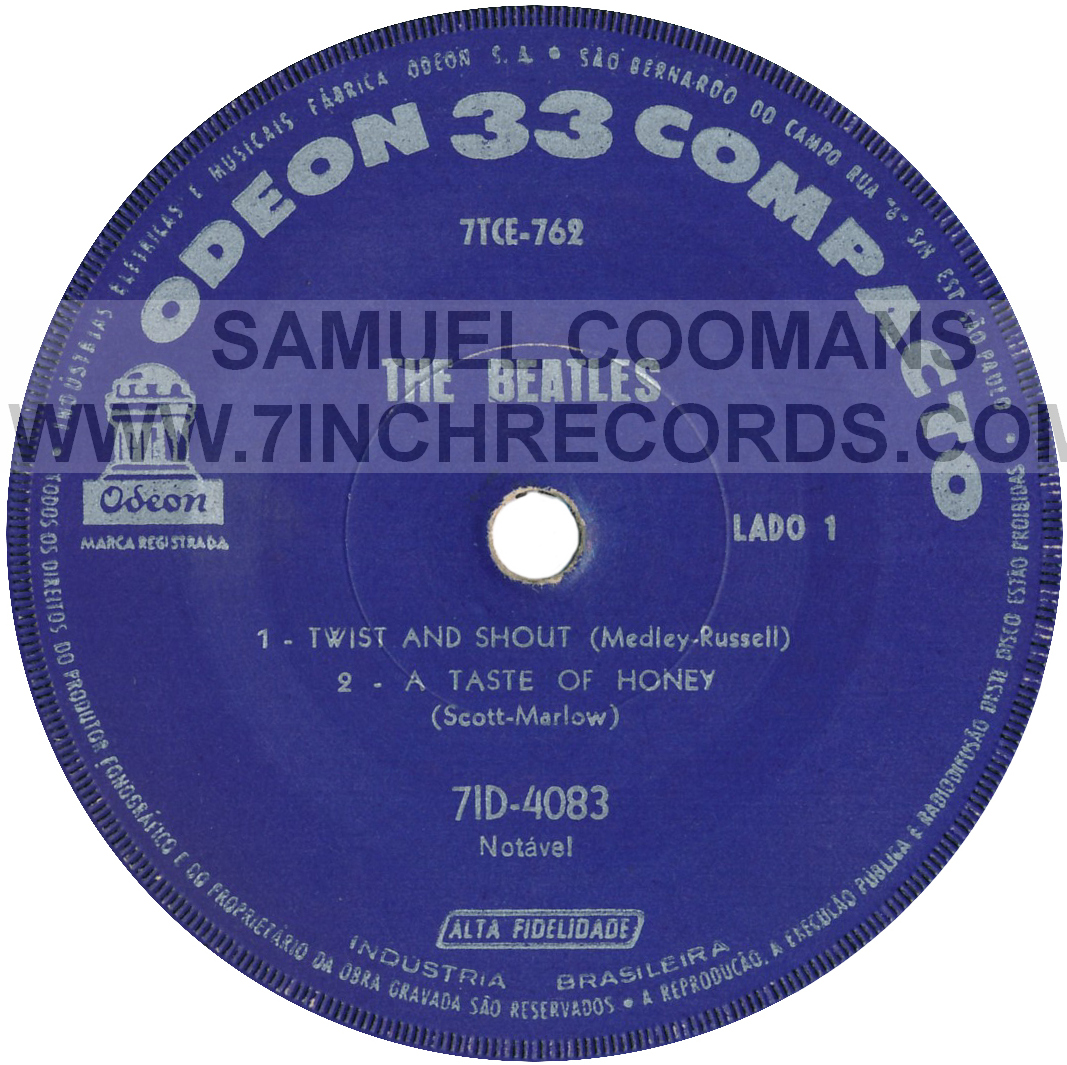 INDÚSTRIAS ELÉTRICAS E MUSICAIS FÁBRICA ODEON S. A. • SÃO BERNARDO DO CAMPO RUA "6" S/N EST. SÃO PAULO •
ODEON 33 COMPACTO
7TCE-762
SAMUEL COOMANS
THE BEATLES
WWW.7INCHRECORDS.COM
Odeon
MARCA REGISTRADA
LADO 1
1 - TWIST AND SHOUT (Medley-Russell)
2 - A TASTE OF HONEY
(Scott-Marlow)
7ID-4083
Notável
ALTA FIDELIDADE
INDÚSTRIA BRASILEIRA
TODOS OS DIREITOS DO PRODUTOR FONOGRÁFICO E DO PROPRIETÁRIO DA OBRA GRAVADA SÃO RESERVADOS • A REPRODUÇÃO, A EXECUÇÃO PÚBLICA E RADIODIFUSÃO DESTE DISCO ESTÃO PROIBIDAS •